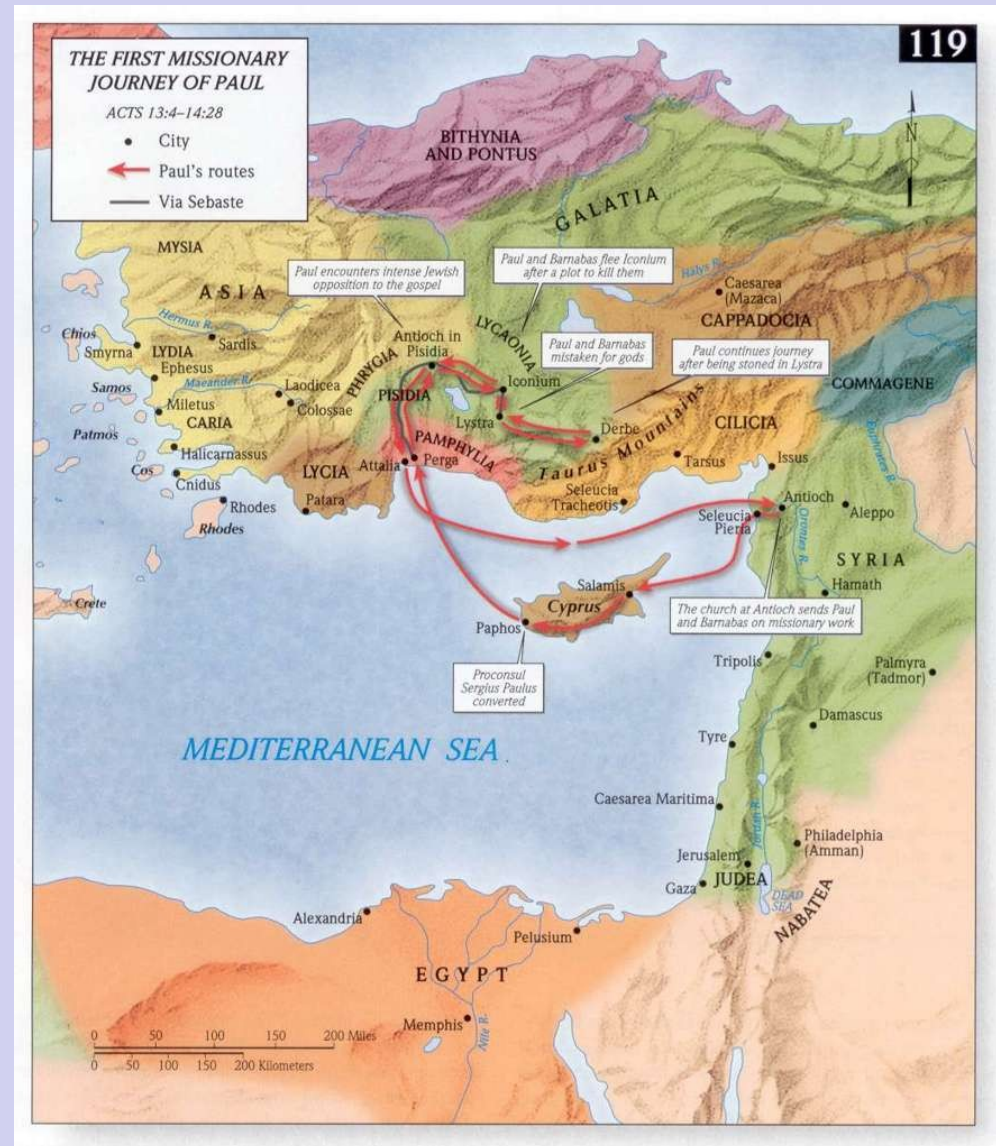 119
THE FIRST MISSIONARY
JOURNEY OF PAUL
ACTS 13:4–14:28
City
Paul's routes
Via Sebaste
N
BITHYNIA
AND PONTUS
GALATIA
MYSIA
ASIA
Paul encounters intense Jewish
opposition to the gospel
Paul and Barnabas flee Iconium
after a plot to kill them
Halys R.
Caesarea
(Mazaca)
CAPPADOCIA
Hermus R.
Chios
Smyrna
LYDIA
Sardis
Ephesus
PHRYGIA
Antioch in
Pisidia
LYCAONIA
Paul and Barnabas
mistaken for gods
Paul continues journey
after being stoned in Lystra
COMMAGENE
Samos
Maeander R.
Laodicea
Colossae
PISIDIA
Iconium
Miletus
CARIA
Lystra
Derbe
Taurus Mountains
CILICIA
Euphrates R.
Patmos
Halicarnassus
PAMPHYLIA
Cos
Cnidus
LYCIA
Attalia
Perga
Tarsus
Issus
Rhodes
Rhodes
Patara
Seleucia
Tracheotis
Seleucia
Pieria
Antioch
Aleppo
Orontes R.
SYRIA
Crete
Salamis
Cyprus
Hamath
Paphos
The church at Antioch sends Paul
and Barnabas on missionary work
Proconsul
Sergius Paulus
converted
Tripolis
Palmyra
(Tadmor)
Damascus
Tyre
MEDITERRANEAN SEA
Caesarea Maritima
Jordan R.
Philadelphia
(Amman)
Jerusalem
Gaza
JUDEA
DEAD
SEA
NABATEA
Alexandria
Pelusium
EGYPT
Memphis
Nile R.
0 50 100 150 200 Miles
0 50 100 150 200 Kilometers